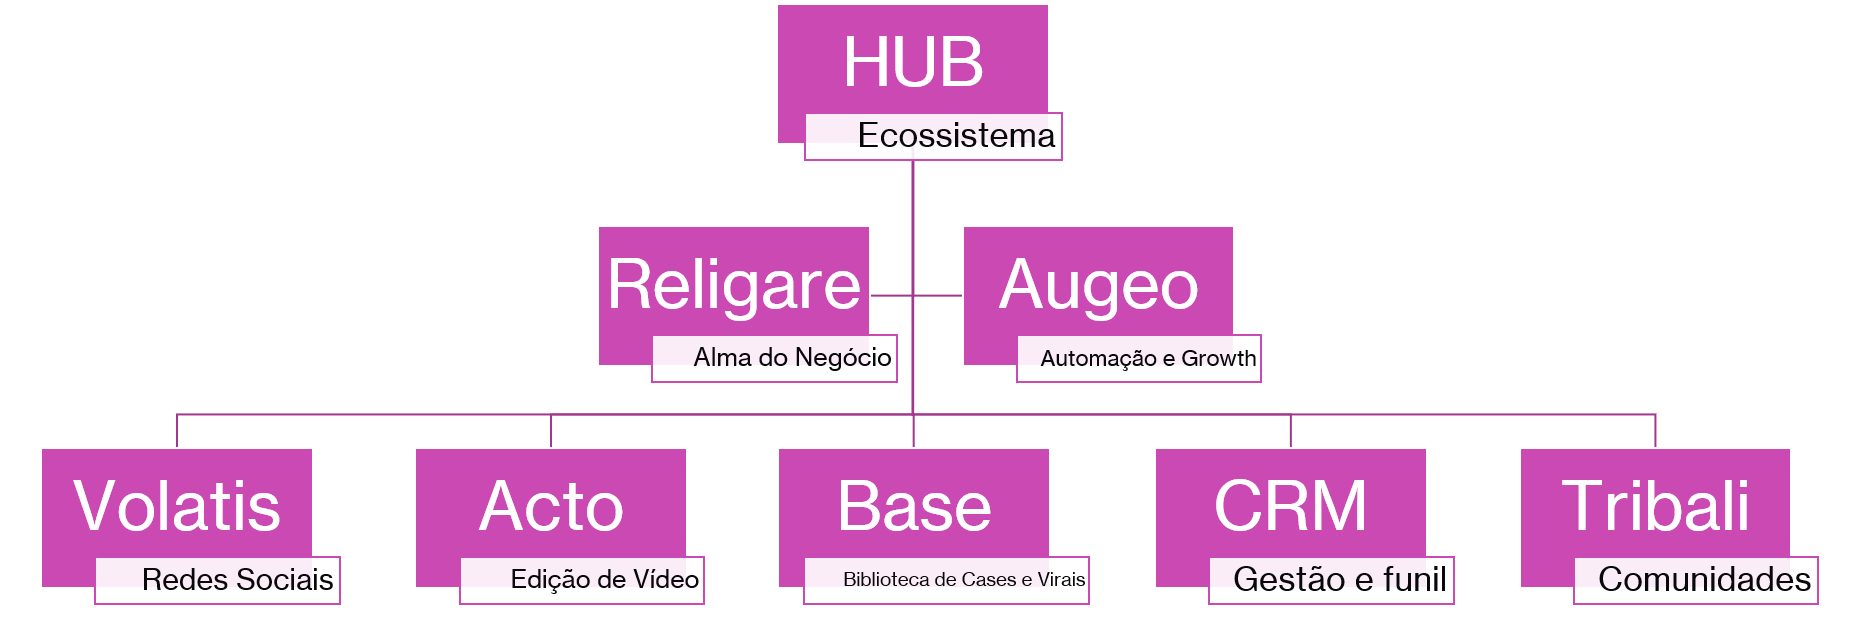 HUB
Ecossistema
Religare
Alma do Negócio
Augeo
Automação e Growth
Volatis
Redes Sociais
Acto
Edição de Vídeo
Base
Biblioteca de Cases e Virais
CRM
Gestão e funil
Tribali
Comunidades